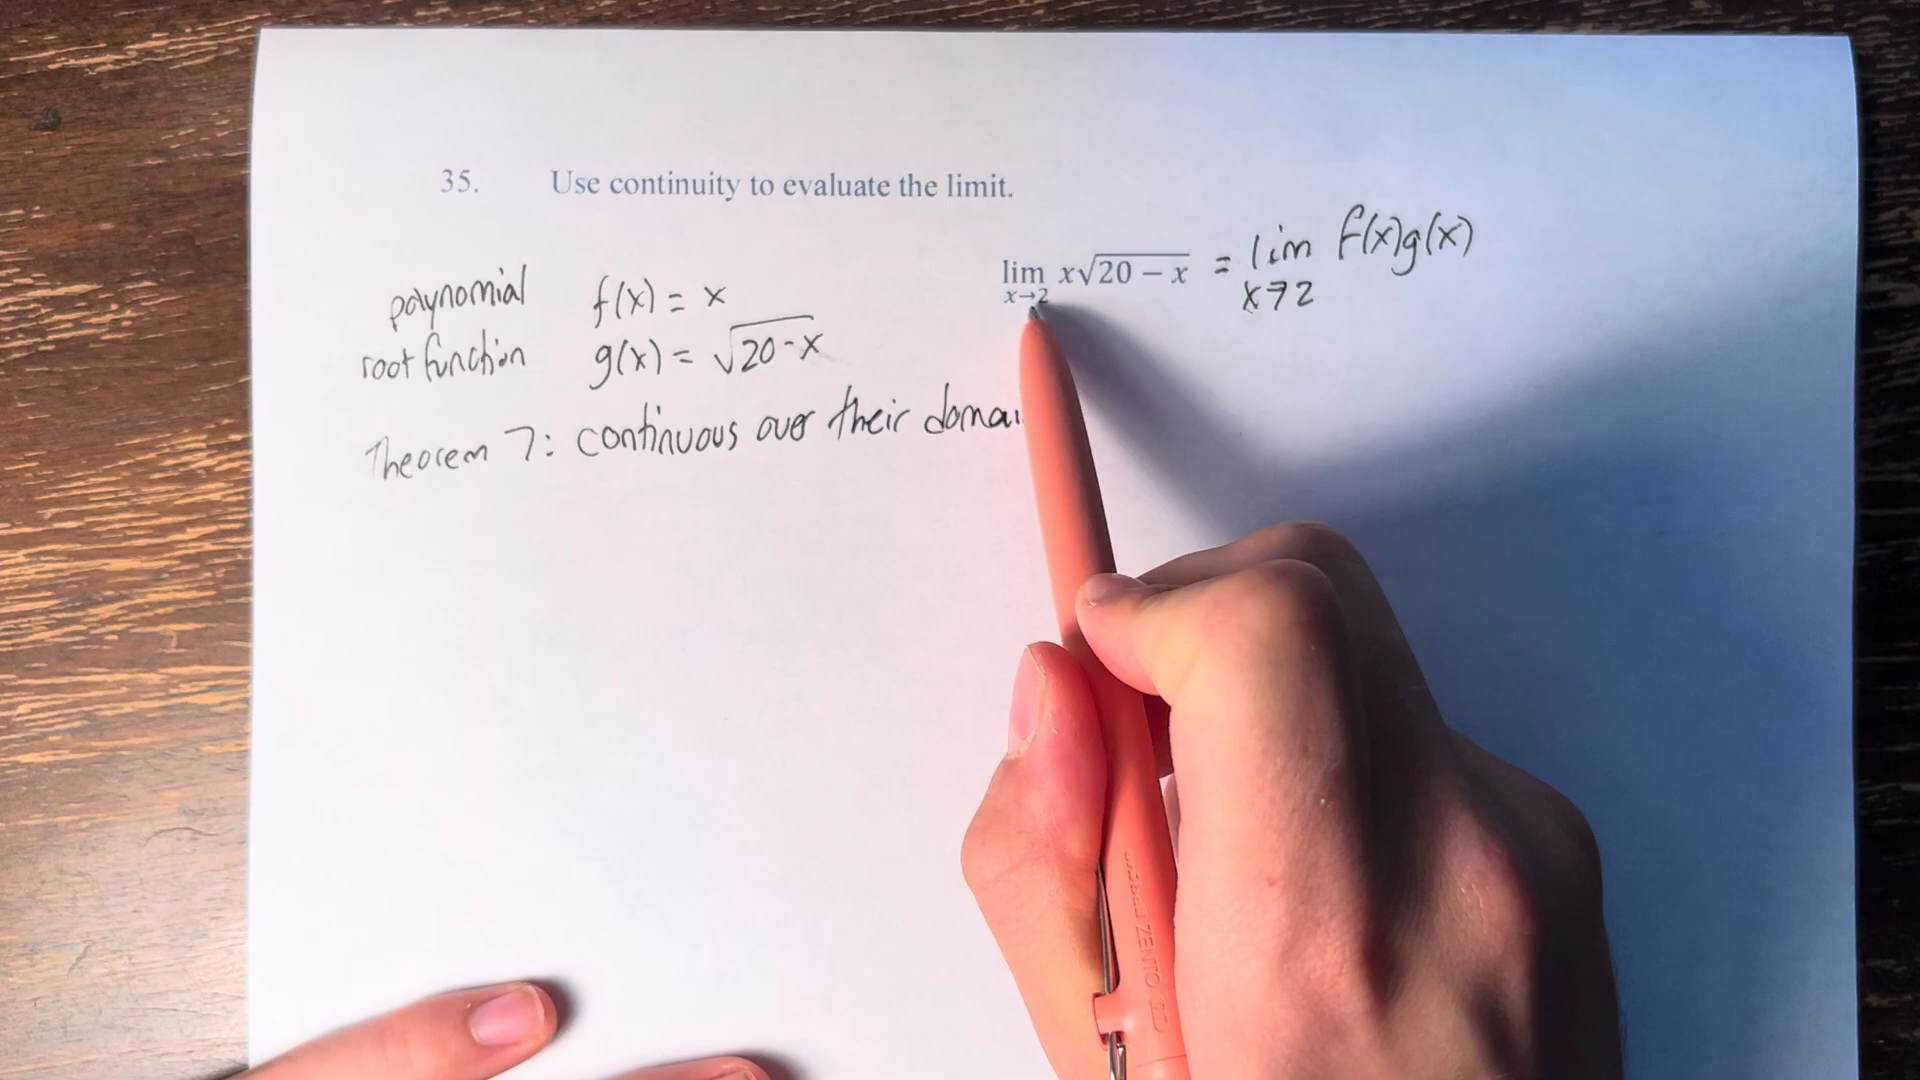 35. Use continuity to evaluate the limit.
lim x→2 x√(20 − x) = lim x→2 f(x)g(x)
polynomial f(x) = x
root function g(x) = √(20-x)
Theorem 7: continuous over their
ZENTO